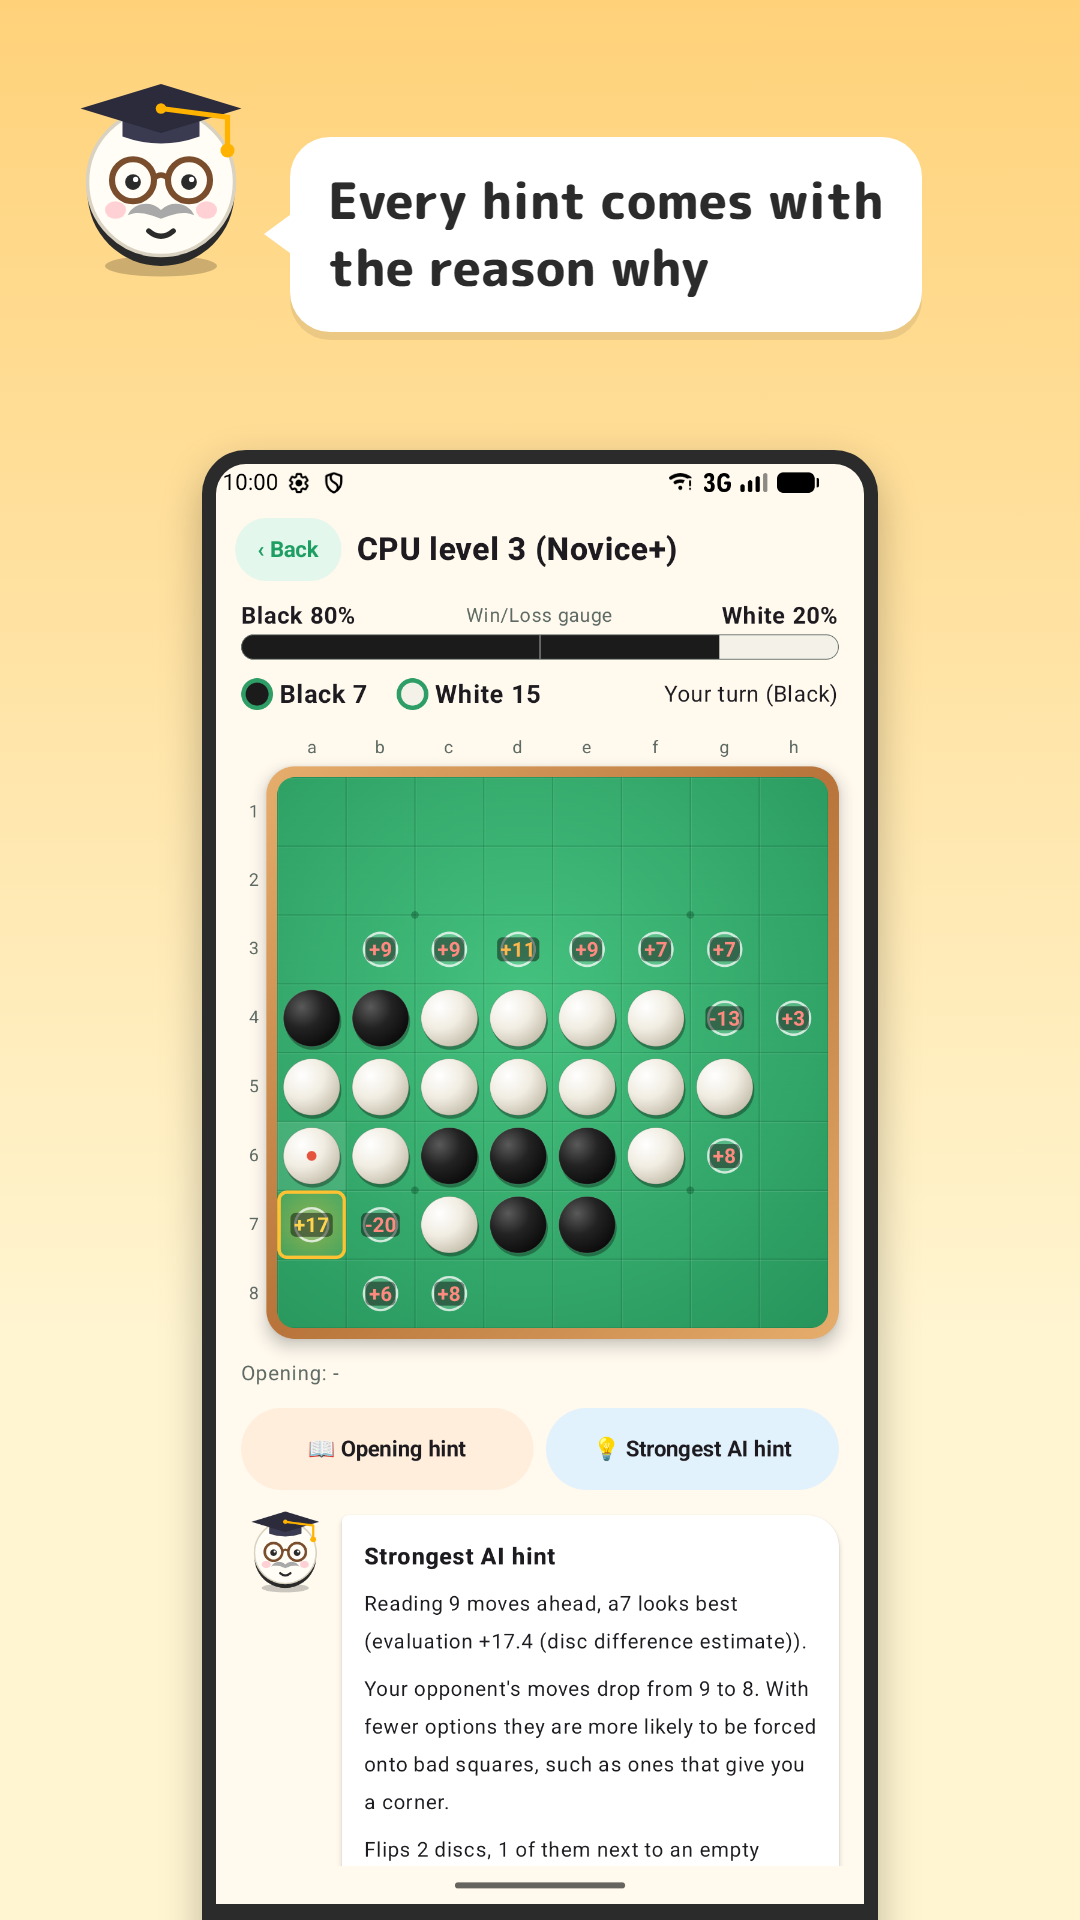 Every hint comes with
the reason why
10:00 3G
‹ Back CPU level 3 (Novice+)
Black 80% Win/Loss gauge White 20%
Black 7 White 15 Your turn (Black)
a b c d e f g h
1
2
3 +9 +9 +11 +9 +7 +7
4 -13 +3
5
6 +8
7 +17 -20
8 +6 +8
Opening: -
📖 Opening hint 💡 Strongest AI hint
Strongest AI hint
Reading 9 moves ahead, a7 looks best
(evaluation +17.4 (disc difference estimate)).
Your opponent's moves drop from 9 to 8. With
fewer options they are more likely to be forced
onto bad squares, such as ones that give you
a corner.
Flips 2 discs, 1 of them next to an empty